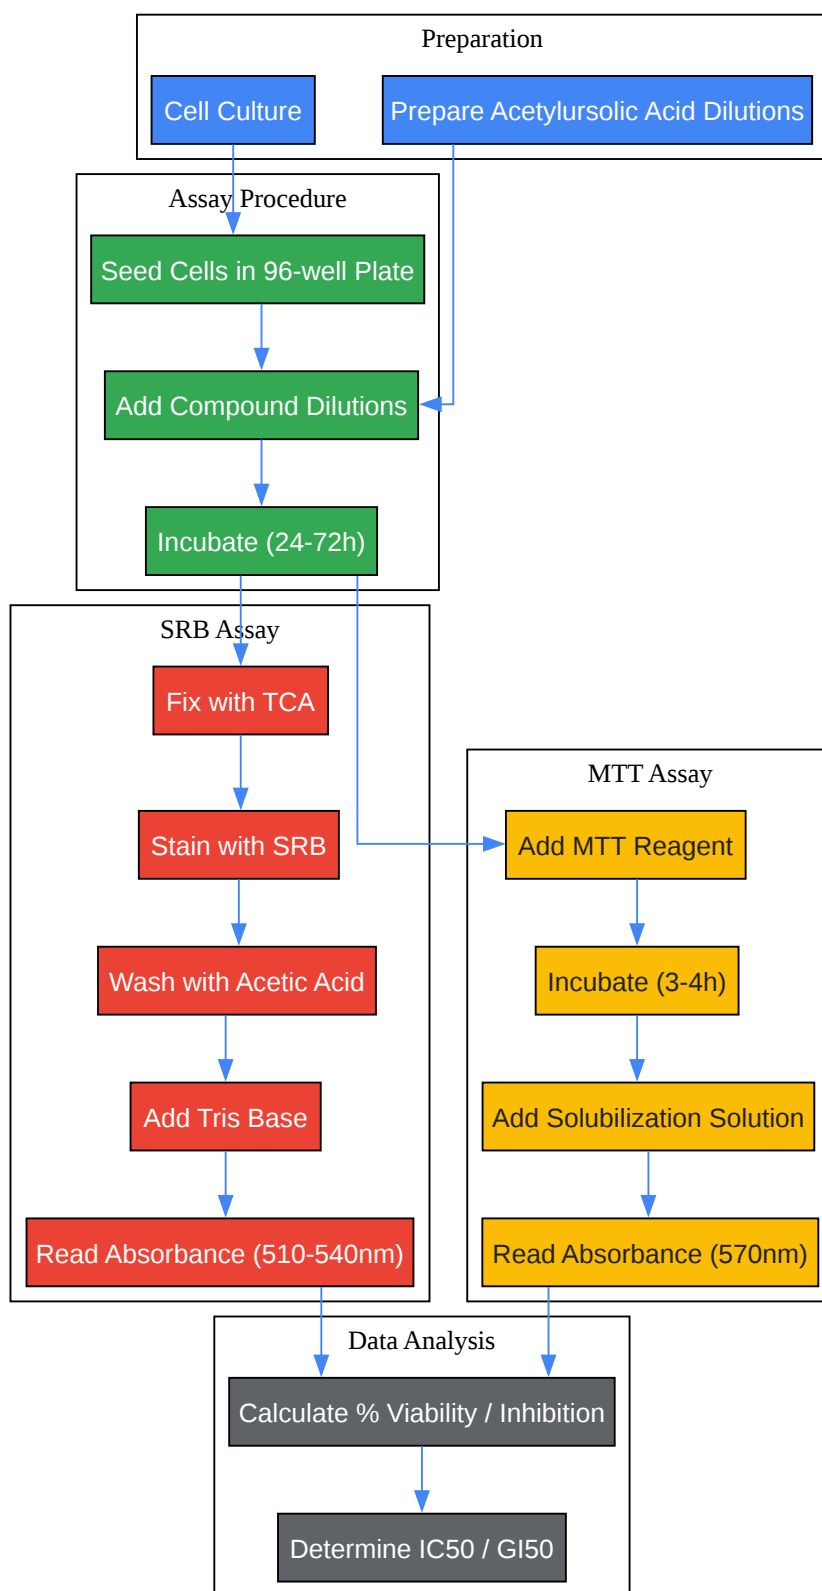 Preparation
Cell Culture
Prepare Acetylursolic Acid Dilutions
Assay Procedure
Seed Cells in 96-well Plate
Add Compound Dilutions
Incubate (24-72h)
SRB Assay
Fix with TCA
Stain with SRB
Wash with Acetic Acid
Add Tris Base
Read Absorbance (510-540nm)
MTT Assay
Add MTT Reagent
Incubate (3-4h)
Add Solubilization Solution
Read Absorbance (570nm)
Data Analysis
Calculate % Viability / Inhibition
Determine IC50 / GI50